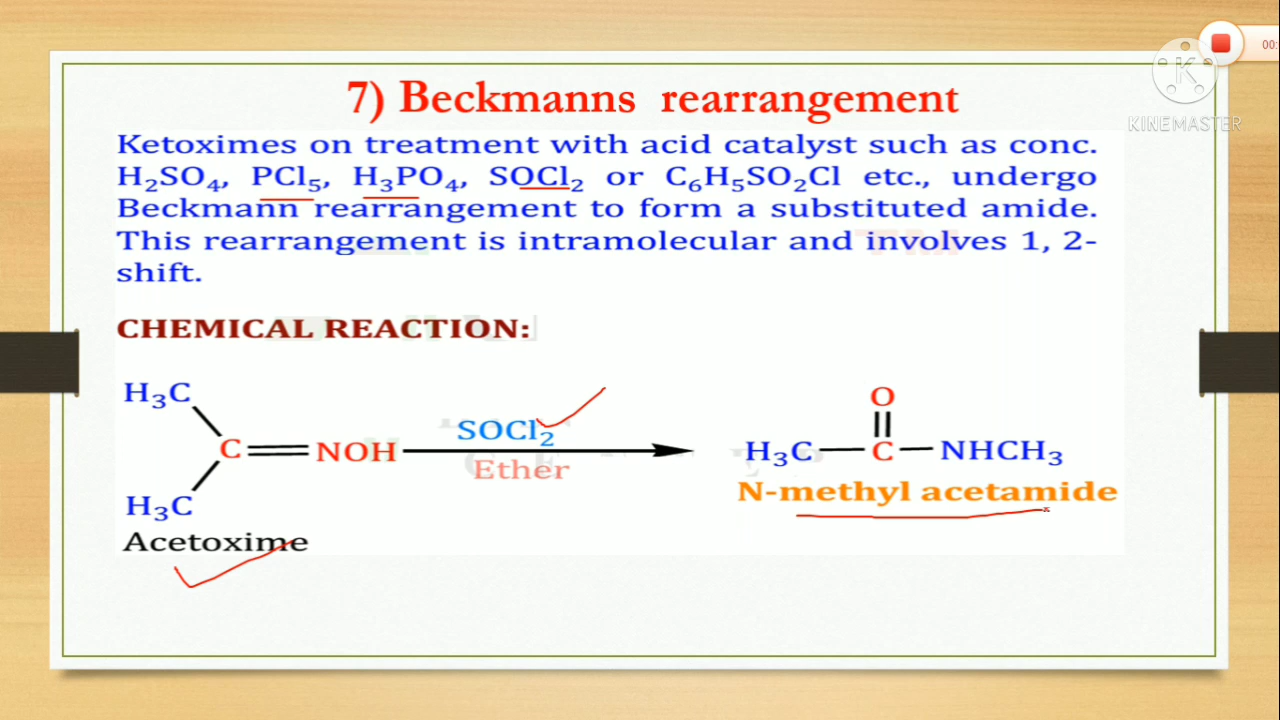 00:
KINEMASTER
7) Beckmanns rearrangement
Ketoximes on treatment with acid catalyst such as conc.
H₂SO₄, PCl₅, H₃PO₄, SOCl₂ or C₆H₅SO₂Cl etc., undergo
Beckmann rearrangement to form a substituted amide.
This rearrangement is intramolecular and involves 1, 2-
shift.
CHEMICAL REACTION:
H₃C
C NOH
H₃C
Acetoxime
SOCl₂
Ether
O
H₃C C NHCH₃
N-methyl acetamide